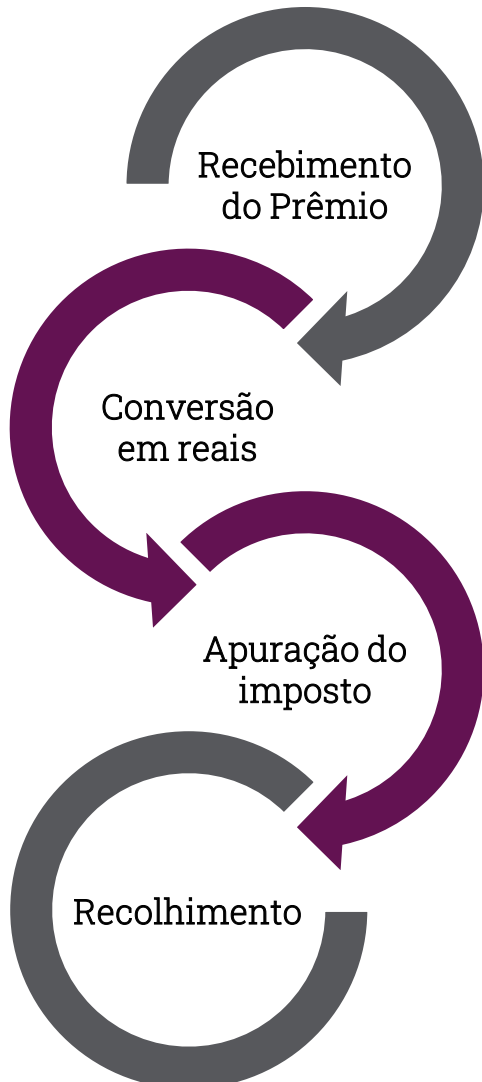 Recebimento
do Prêmio
Conversão
em reais
Apuração do
imposto
Recolhimento